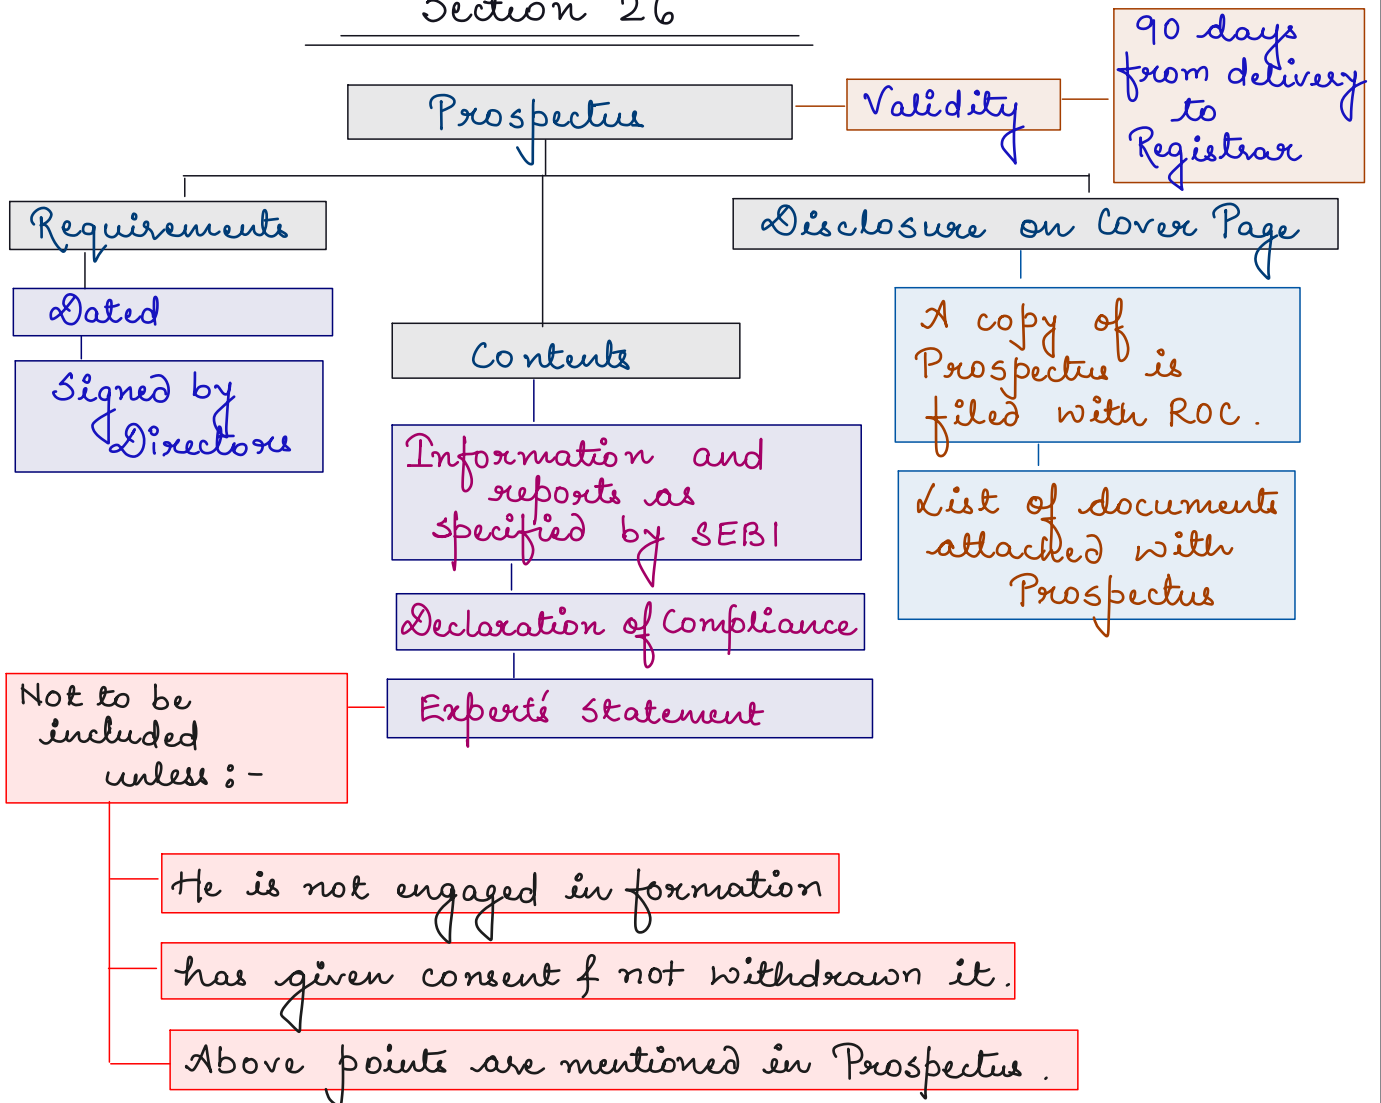 Section 26
Prospectus
Validity
90 days
from delivery
to
Registrar
Requirements
Dated
Signed by
Directors
Contents
Information and
reports as
specified by SEBI
Declaration of Compliance
Expert's Statement
Not to be
included
unless :-
He is not engaged in formation
has given consent & not withdrawn it.
Above points are mentioned in Prospectus.
Disclosure on Cover Page
A copy of
Prospectus is
filed with ROC.
List of documents
attached with
Prospectus